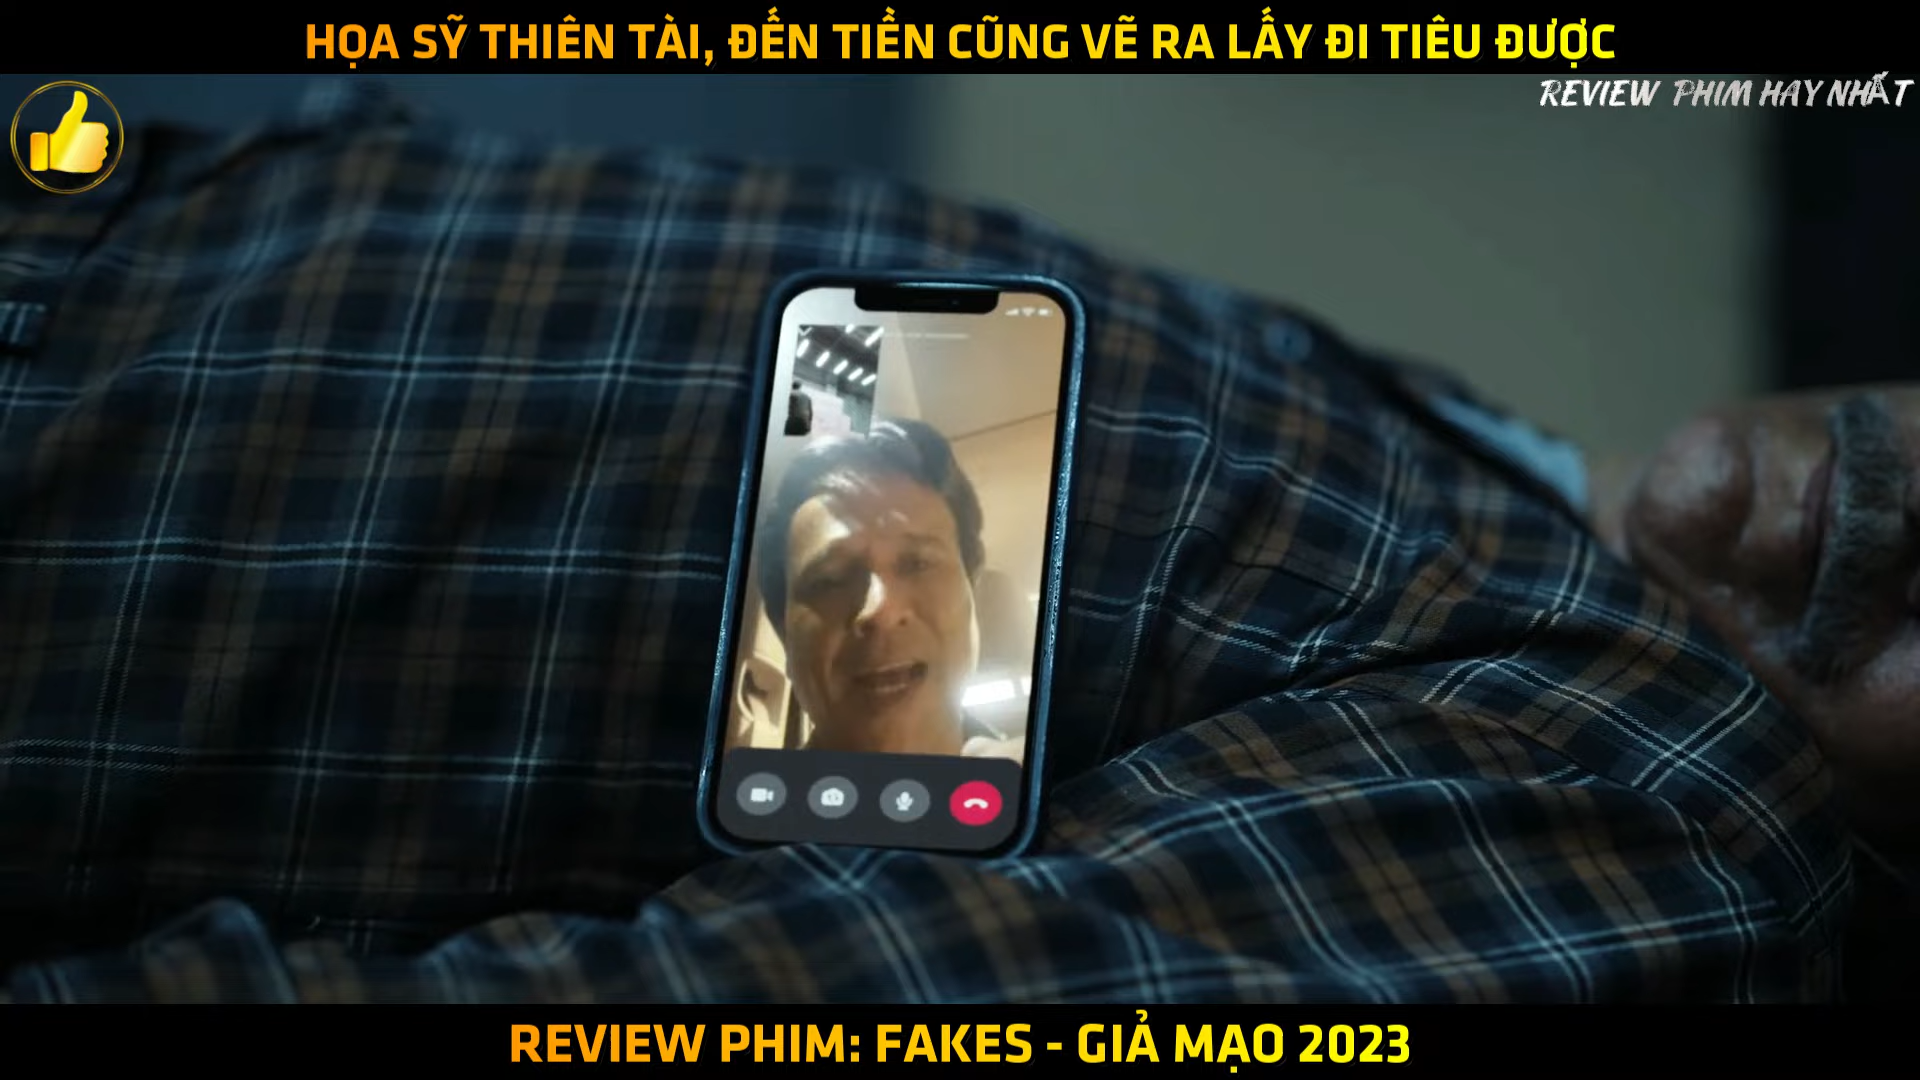 HỌA SỸ THIÊN TÀI, ĐẾN TIỀN CŨNG VẼ RA LẤY ĐI TIÊU ĐƯỢC
REVIEW PHIM HAY NHẤT
REVIEW PHIM: FAKES - GIẢ MẠO 2023